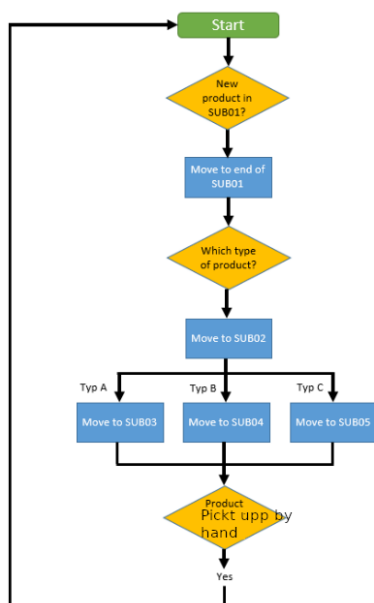 Start
New
product in
SUB01?
Move to end of
SUB01
Which type
of product?
Move to SUB02
Typ A
Typ B
Typ C
Move to SUB03
Move to SUB04
Move to SUB05
Product
Pickt upp by
hand
Yes